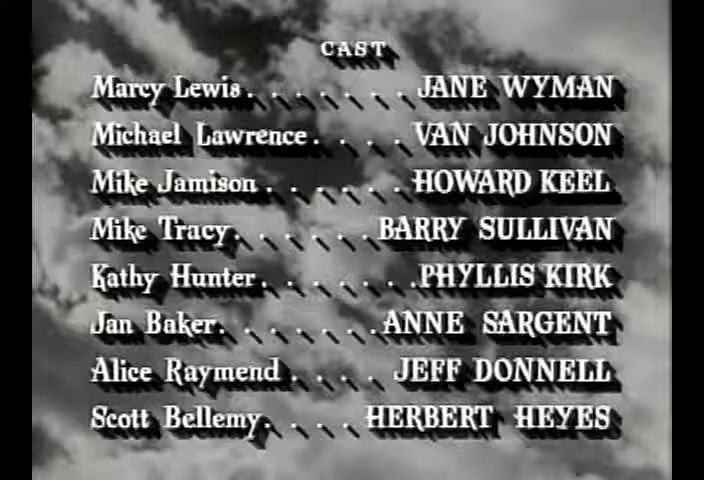 CAST
Marcy Lewis . . . . . . . JANE WYMAN
Michael Lawrence . . . . VAN JOHNSON
Mike Jamison . . . . . . HOWARD KEEL
Mike Tracy . . . . . . BARRY SULLIVAN
Kathy Hunter . . . . . . . PHYLLIS KIRK
Jan Baker . . . . . . . ANNE SARGENT
Alice Raymend . . . . JEFF DONNELL
Scott Bellemy . . . . HERBERT HEYES